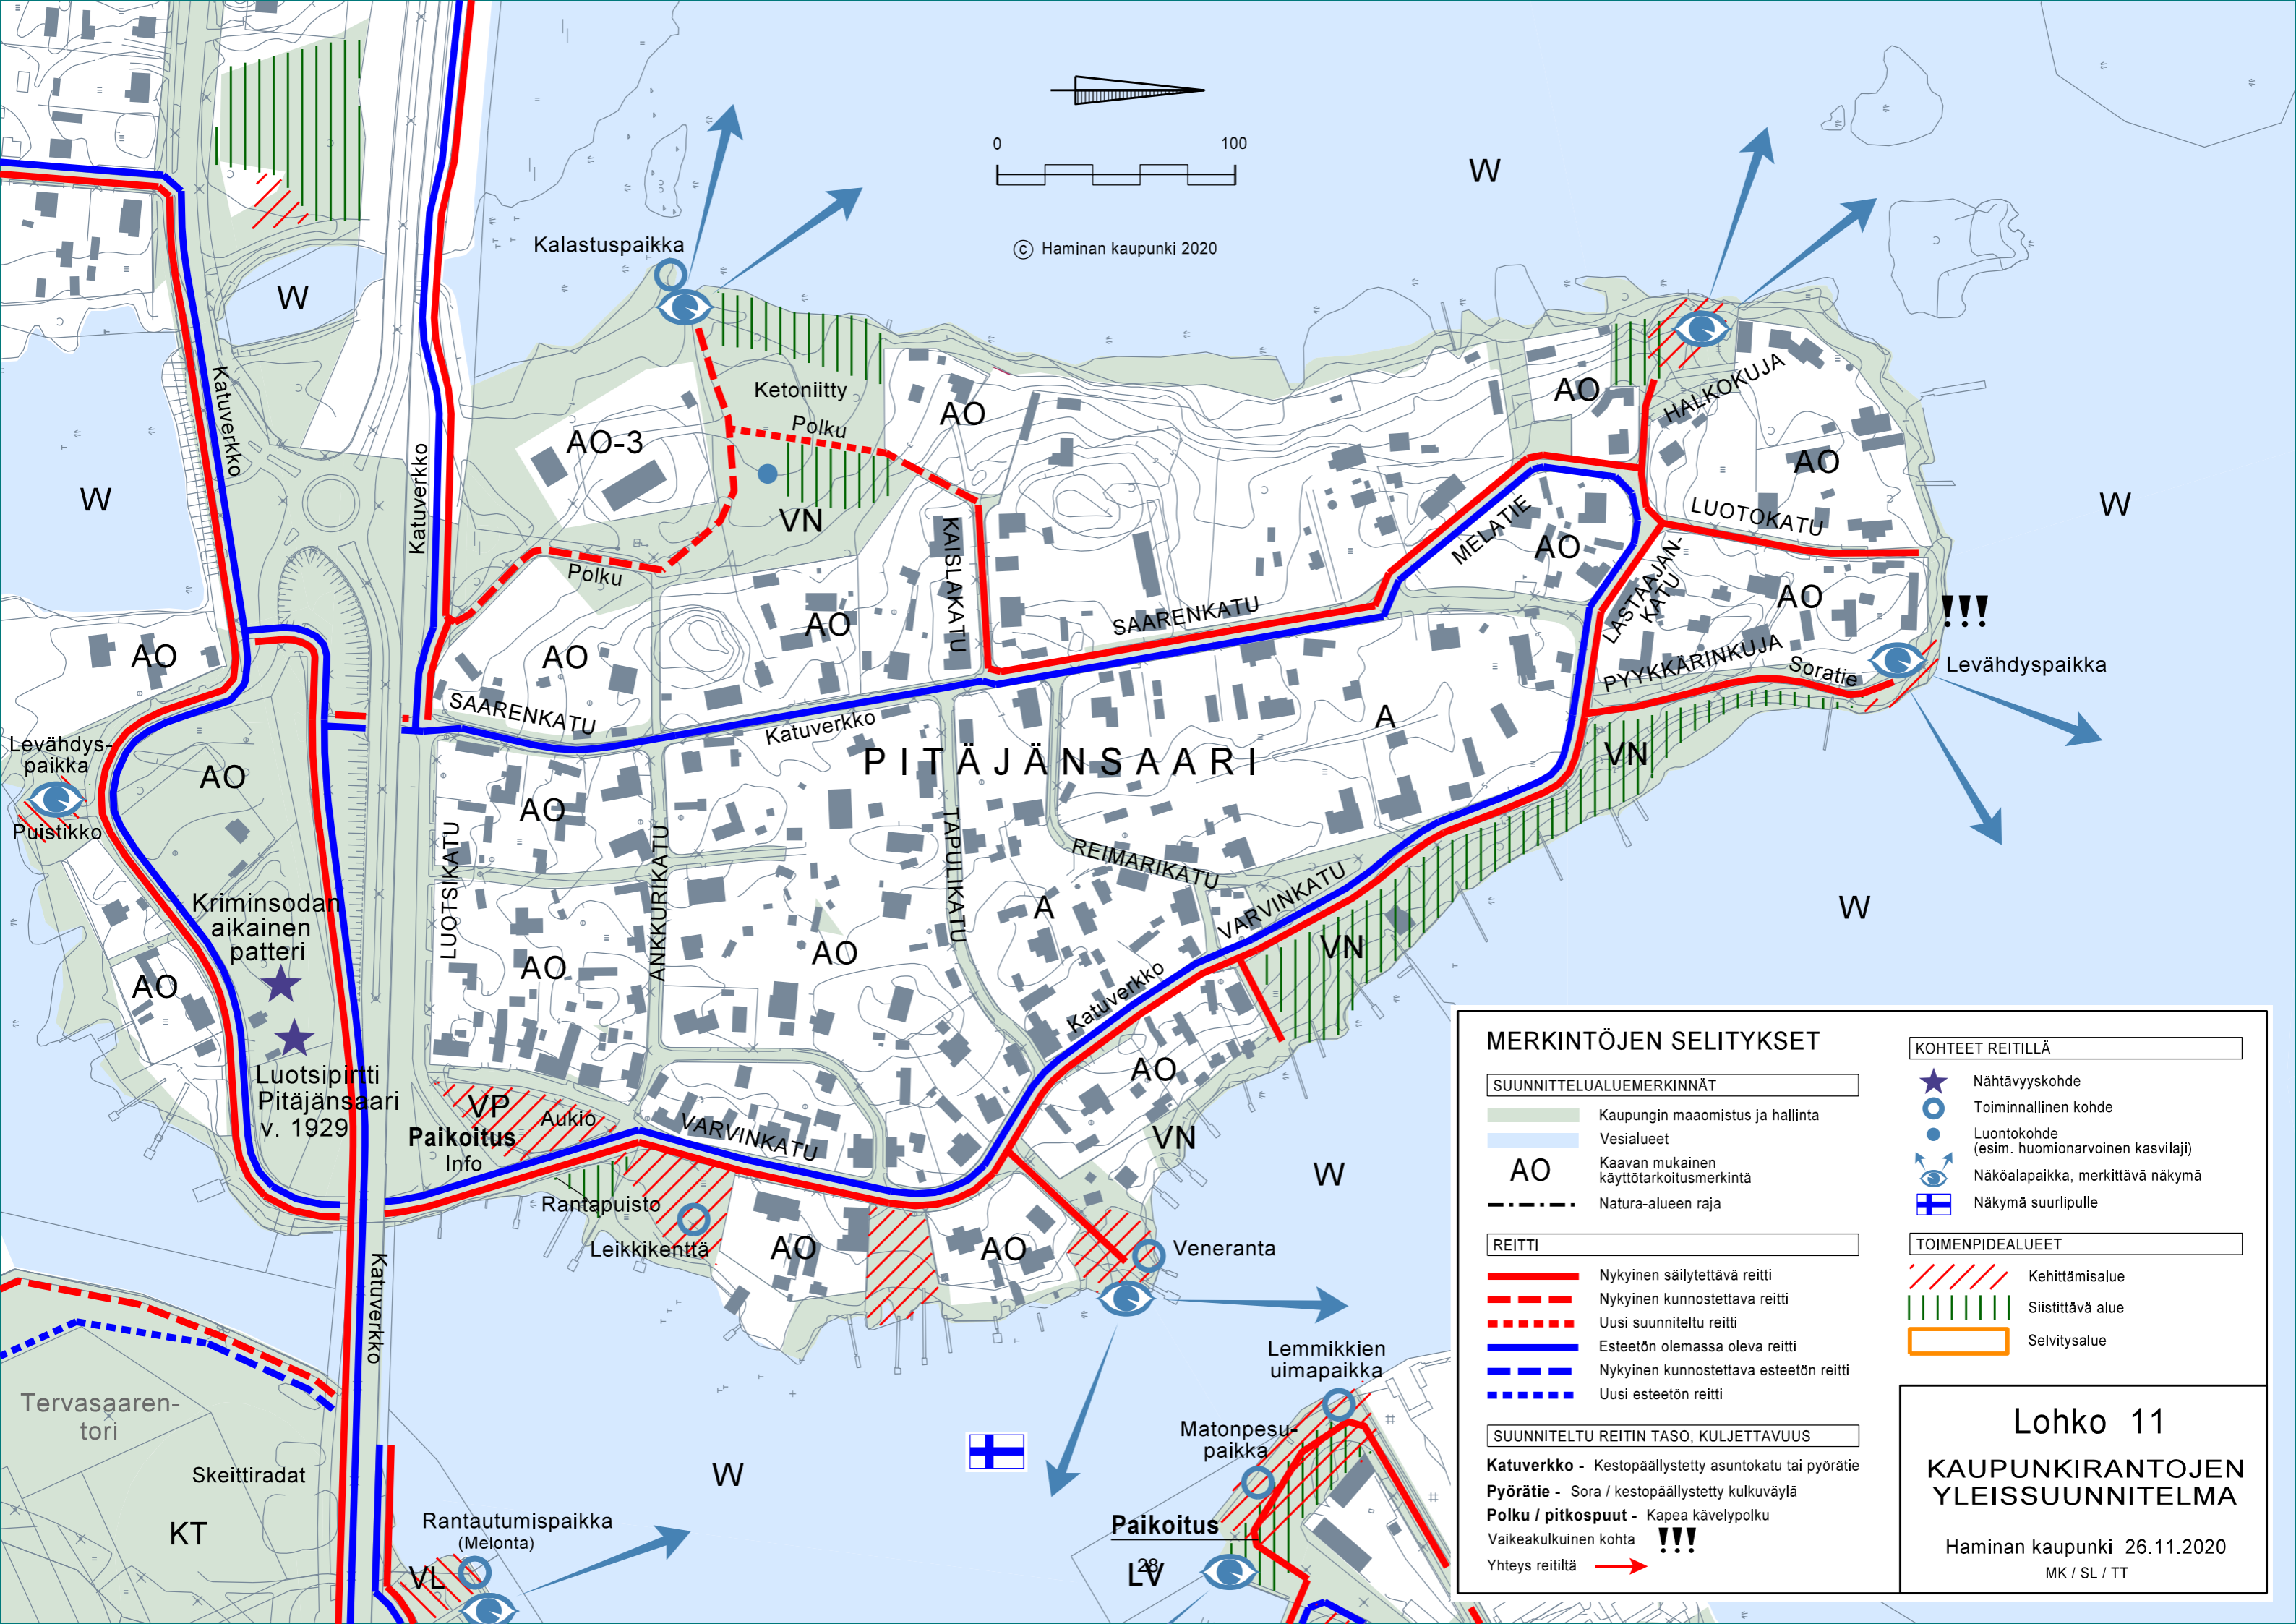 0 100
© Haminan kaupunki 2020
W
W
W
W
W
W
W
W
Kalastuspaikka
Katuverkko
Katuverkko
Ketoniitty
Polku
AO-3
AO
VN
Polku
KAISLAKATU
SAARENKATU
MELATIE
AO
HALKOKUJA
AO
LUOTOKATU
AO
LASTAAJAN-
KATU
AO
PYYKKÄRINKUJA
Soratie
!!!
Levähdyspaikka
AO
AO
AO
SAARENKATU
Katuverkko
PITÄJÄNSAARI
A
VN
Levähdys-
paikka
Puistikko
AO
AO
LUOTSIKATU
ANKKURIKATU
TAPULIKATU
REIMARIKATU
VARVINKATU
A
VN
Kriminsodan
aikainen
patteri
AO
AO
AO
Katuverkko
Luotsipirtti
Pitäjänsaari
v. 1929
VP
Aukio
Paikoitus
Info
VARVINKATU
AO
VN
Rantapuisto
Leikkikenttä
AO
AO
Veneranta
Katuverkko
Tervasaaren-
tori
Skeittiradat
KT
Rantautumispaikka
(Melonta)
VL
Lemmikkien
uimapaikka
Matonpesu-
paikka
Paikoitus
LV
28
MERKINTÖJEN SELITYKSET
SUUNNITTELUALUEMERKINNÄT
Kaupungin maaomistus ja hallinta
Vesialueet
AO Kaavan mukainen
käyttötarkoitusmerkintä
Natura-alueen raja
REITTI
Nykyinen säilytettävä reitti
Nykyinen kunnostettava reitti
Uusi suunniteltu reitti
Esteetön olemassa oleva reitti
Nykyinen kunnostettava esteetön reitti
Uusi esteetön reitti
SUUNNITELTU REITIN TASO, KULJETTAVUUS
Katuverkko - Kestopäällystetty asuntokatu tai pyörätie
Pyörätie - Sora / kestopäällystetty kulkuväylä
Polku / pitkospuut - Kapea kävelypolku
Vaikeakulkuinen kohta !!!
Yhteys reitiltä
KOHTEET REITILLÄ
Nähtävyyskohde
Toiminnallinen kohde
Luontokohde
(esim. huomionarvoinen kasvilaji)
Näköalapaikka, merkittävä näkymä
Näkymä suurlipulle
TOIMENPIDEALUEET
Kehittämisalue
Siistittävä alue
Selvitysalue
Lohko 11
KAUPUNKIRANTOJEN
YLEISSUUNNITELMA
Haminan kaupunki 26.11.2020
MK / SL / TT